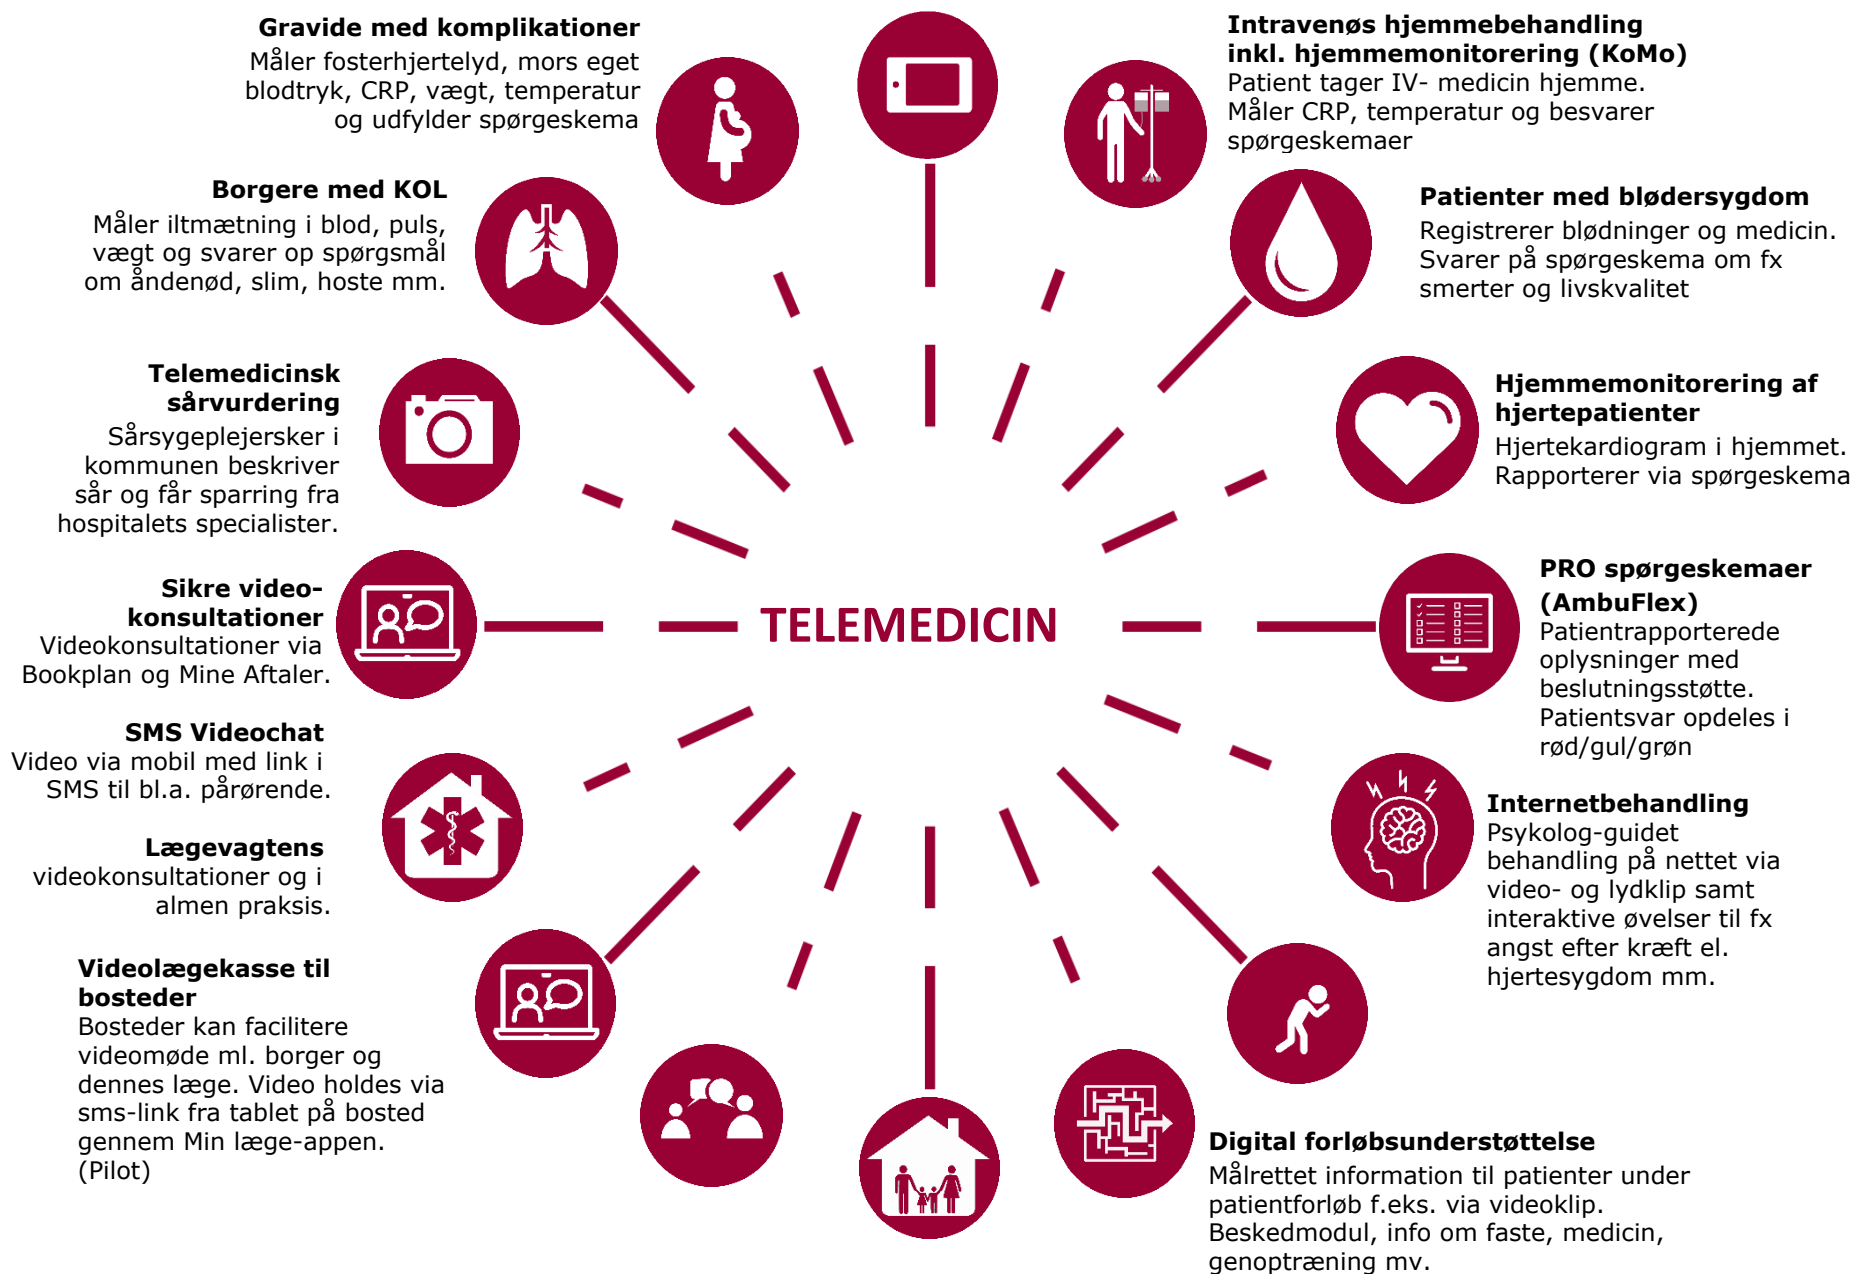 Gravide med komplikationer
Måler fosterhjertelyd, mors eget
blodtryk, CRP, vægt, temperatur
og udfylder spørgeskema
Intravenøs hjemmebehandling
inkl. hjemmemonitorering (KoMo)
Patient tager IV- medicin hjemme.
Måler CRP, temperatur og besvarer
spørgeskemaer
Borgere med KOL
Måler iltmætning i blod, puls,
vægt og svarer op spørgsmål
om åndenød, slim, hoste mm.
Patienter med blødersygdom
Registrerer blødninger og medicin.
Svarer på spørgeskema om fx
smerter og livskvalitet
Telemedicinsk
sårvurdering
Sårsygeplejersker i
kommunen beskriver
sår og får sparring fra
hospitalets specialister.
Hjemmemonitorering af
hjertepatienter
Hjertekardiogram i hjemmet.
Rapporterer via spørgeskema
Sikre video-
konsultationer
Videokonsultationer via
Bookplan og Mine Aftaler.
TELEMEDICIN
PRO spørgeskemaer
(AmbuFlex)
Patientrapporterede
oplysninger med
beslutningsstøtte.
Patientsvar opdeles i
rød/gul/grøn
SMS Videochat
Video via mobil med link i
SMS til bl.a. pårørende.
Lægevagtens
videokonsultationer og i
almen praksis.
Internetbehandling
Psykolog-guidet
behandling på nettet via
video- og lydklip samt
interaktive øvelser til fx
angst efter kræft el.
hjertesygdom mm.
Videolægekasse til
bosteder
Bosteder kan facilitere
videomøde ml. borger og
dennes læge. Video holdes via
sms-link fra tablet på bosted
gennem Min læge-appen.
(Pilot)
Digital forløbsunderstøttelse
Målrettet information til patienter under
patientforløb f.eks. via videoklip.
Beskedmodul, info om faste, medicin,
genoptræning mv.